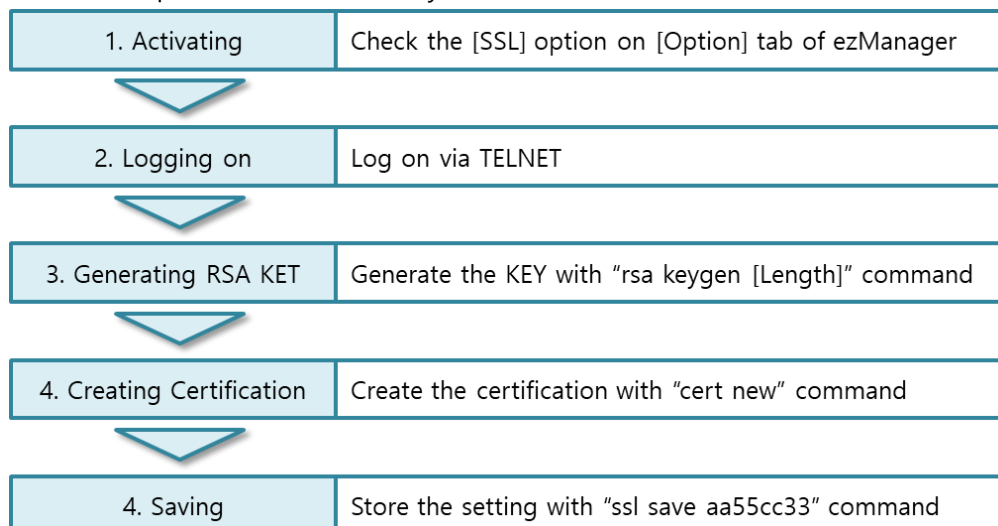 1. Activating Check the [SSL] option on [Option] tab of ezManager
2. Logging on Log on via TELNET
3. Generating RSA KET Generate the KEY with “rsa keygen [Length]” command
4. Creating Certification Create the certification with “cert new” command
4. Saving Store the setting with “ssl save aa55cc33” command